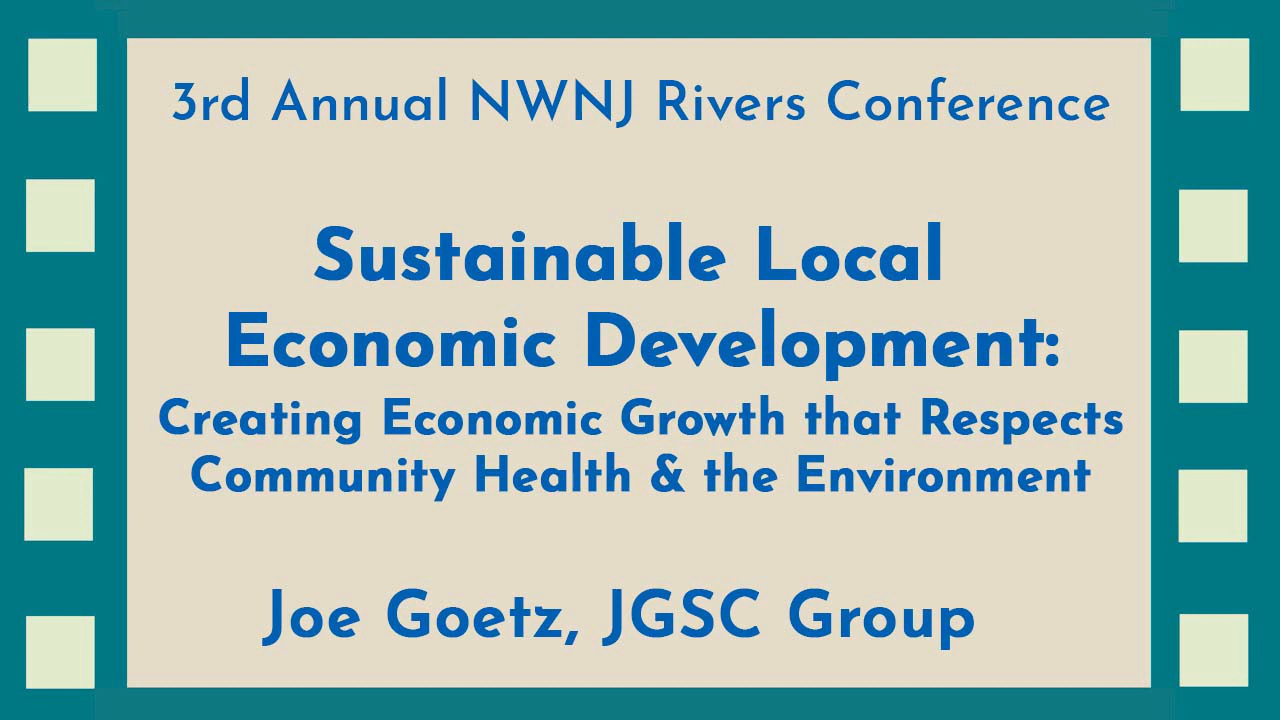 3rd Annual NWNJ Rivers Conference
Sustainable Local
Economic Development:
Creating Economic Growth that Respects
Community Health & the Environment
Joe Goetz, JGSC Group